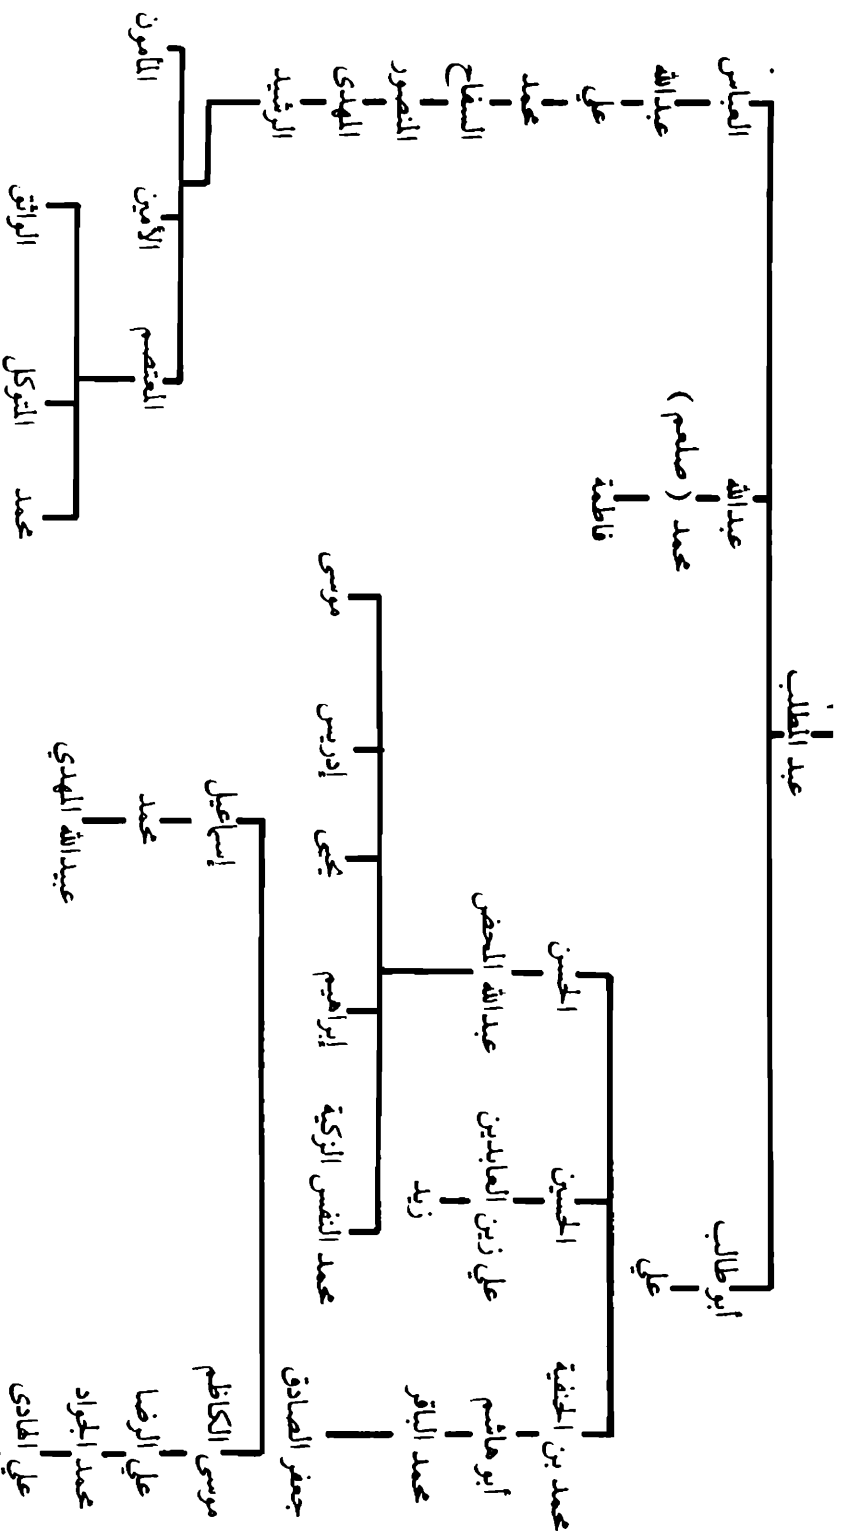 عبد المطلب
أبو طالب
عبدالله
العباس
علي
محمد ( صلعم )
عبدالله
فاطمة
علي
محمد بن الحنفية
الحسين
الحسن
محمد
أبو هاشم
علي زين العابدين
عبدالله المحض
السفاح
محمد الباقر
زيد
المنصور
محمد النفس الزكية
إبراهيم
يحيى
إدريس
موسى
المهدى
جعفر الصادق
الرشيد
موسى الكاظم
إسماعيل
علي الرضا
محمد
المعتصم
الأمين
المأمون
محمد الجواد
عبيدالله المهدي
علي الهادى
محمد
المتوكل
الواثق